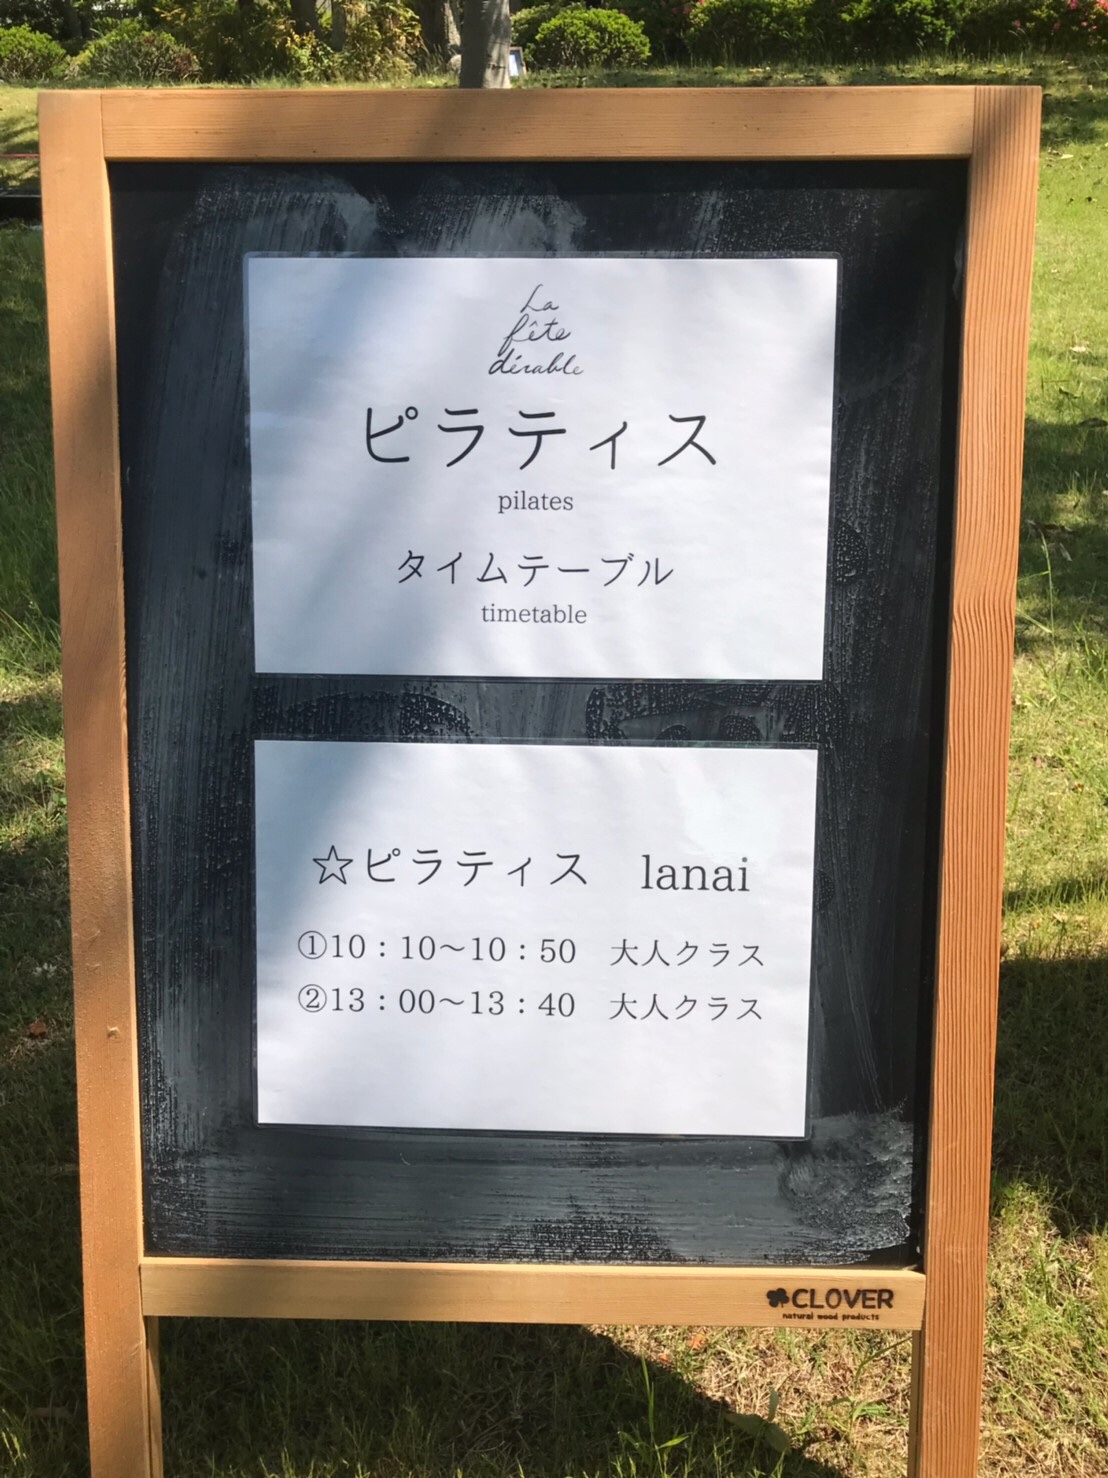 La
fête
dérable
ピラティス
pilates
タイムテーブル
timetable
☆ピラティス　lanai
①10：10～10：50　大人クラス
②13：00～13：40　大人クラス
CLOVER
natural wood products